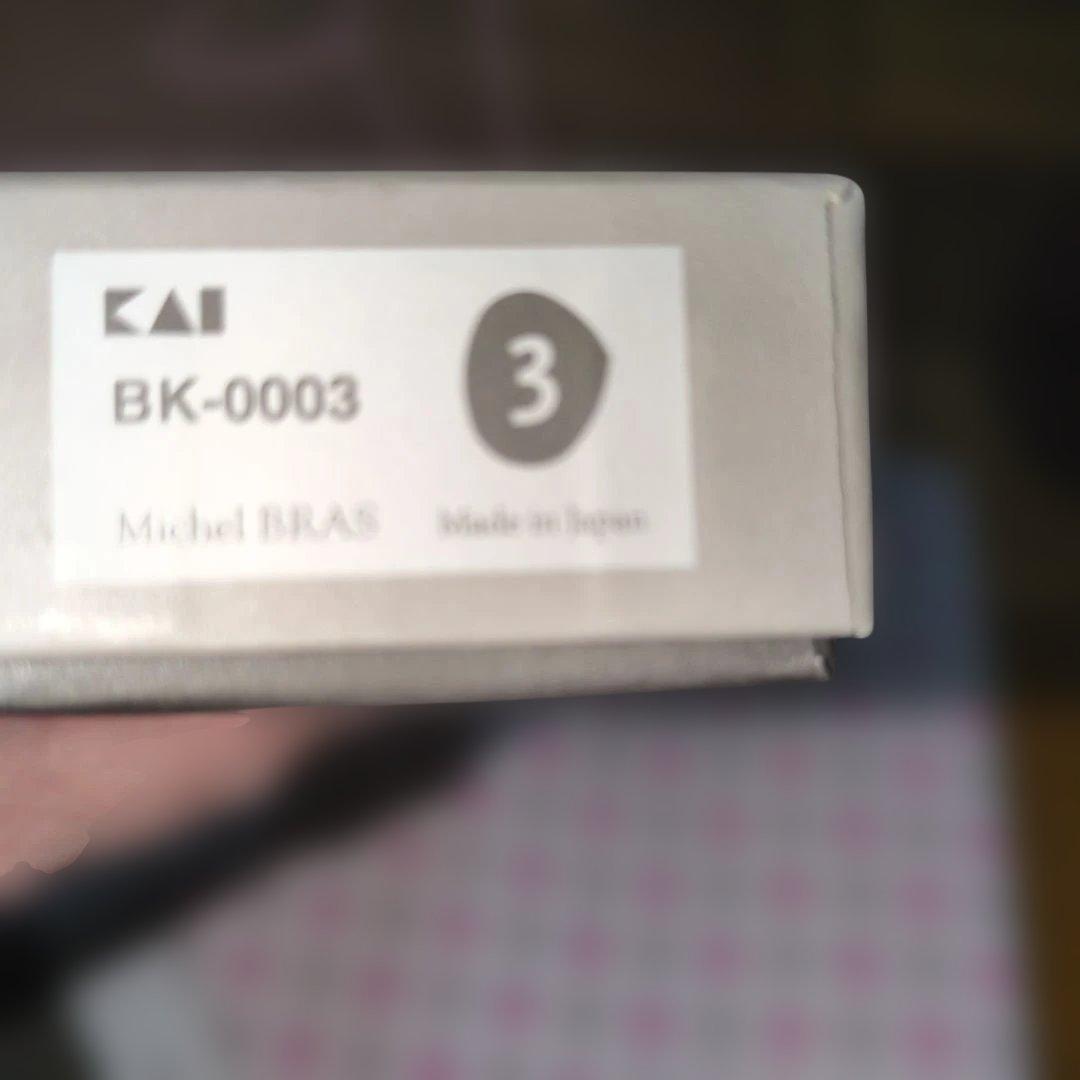 KAI
BK-0003
3
Michel BRAS
Made in Japan